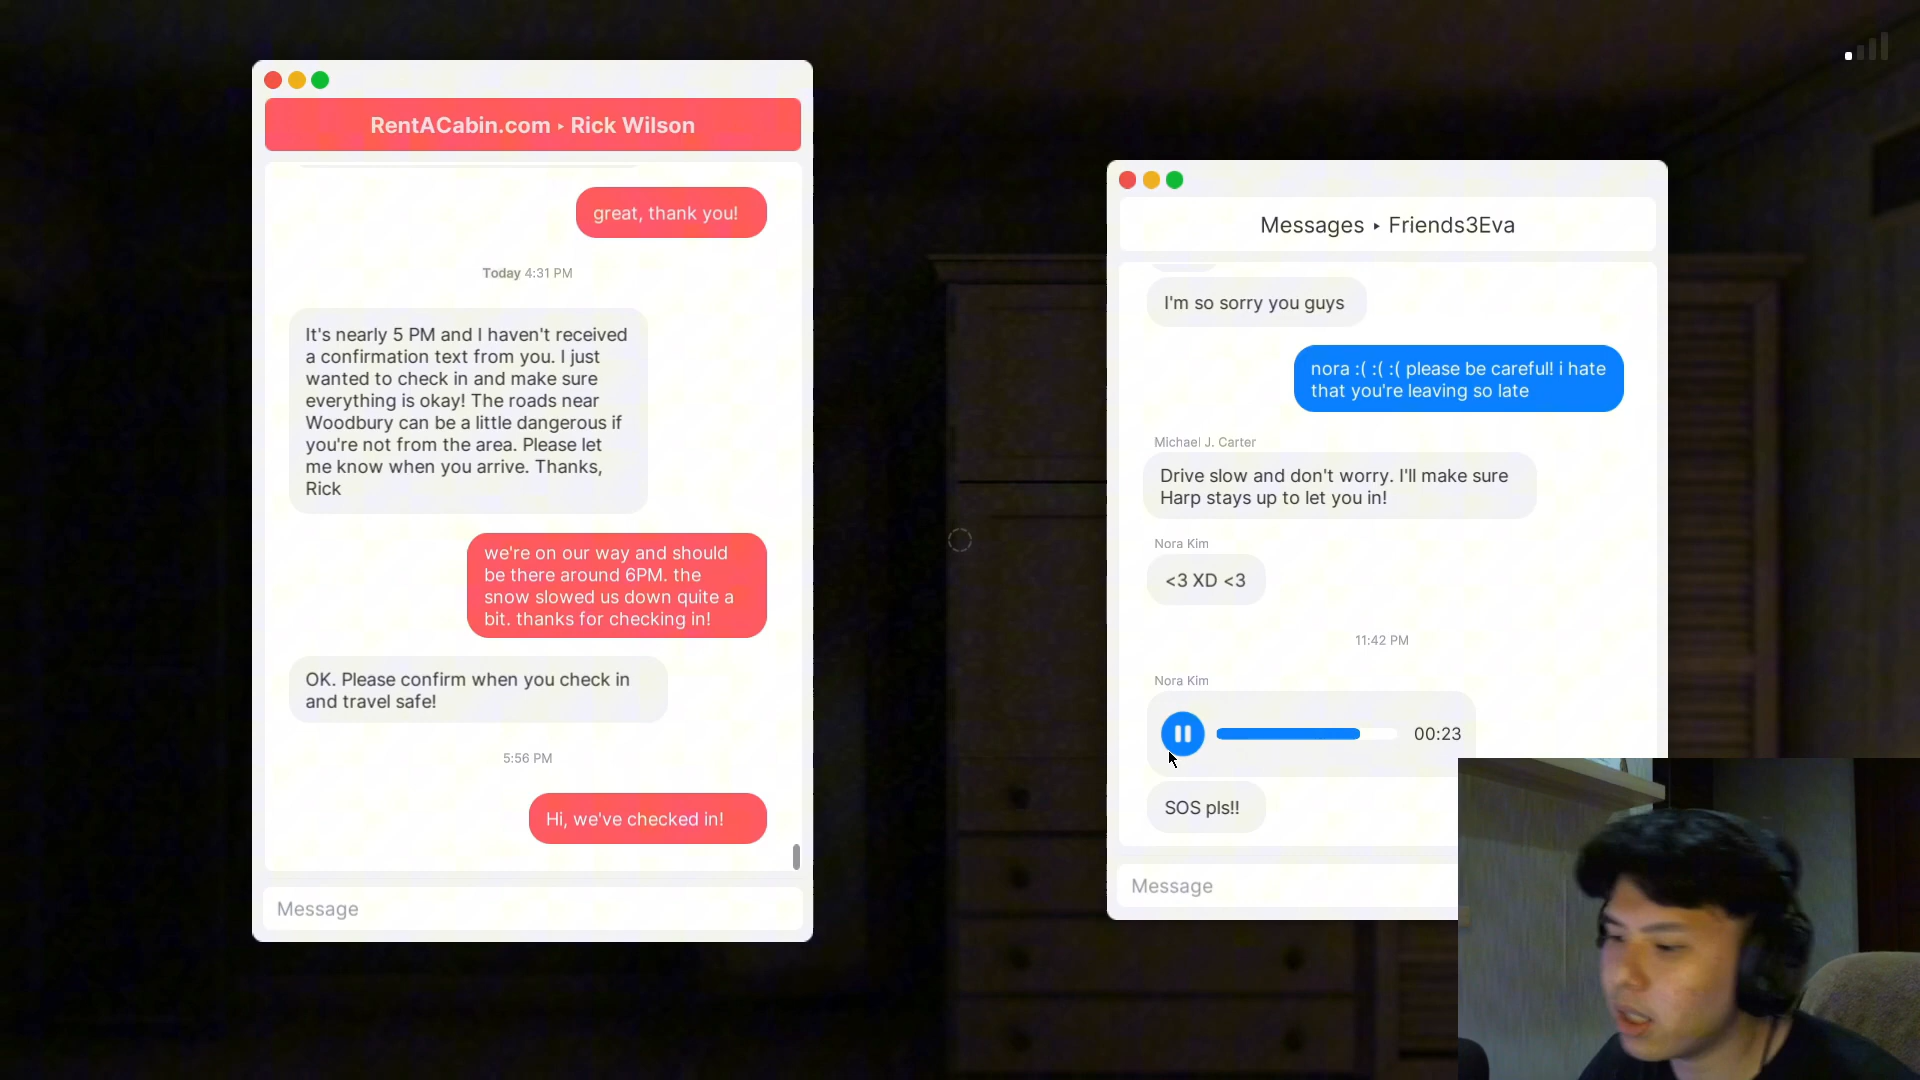 RentACabin.com ‣ Rick Wilson
great, thank you!
Today 4:31 PM
It's nearly 5 PM and I haven't received
a confirmation text from you. I just
wanted to check in and make sure
everything is okay! The roads near
Woodbury can be a little dangerous if
you're not from the area. Please let
me know when you arrive. Thanks,
Rick
we're on our way and should
be there around 6PM. the
snow slowed us down quite a
bit. thanks for checking in!
OK. Please confirm when you check in
and travel safe!
5:56 PM
Hi, we've checked in!
Message
Messages ‣ Friends3Eva
I'm so sorry you guys
nora :( :( :( please be careful! i hate
that you're leaving so late
Michael J. Carter
Drive slow and don't worry. I'll make sure
Harp stays up to let you in!
Nora Kim
<3 XD <3
11:42 PM
Nora Kim
00:23
SOS pls!!
Message